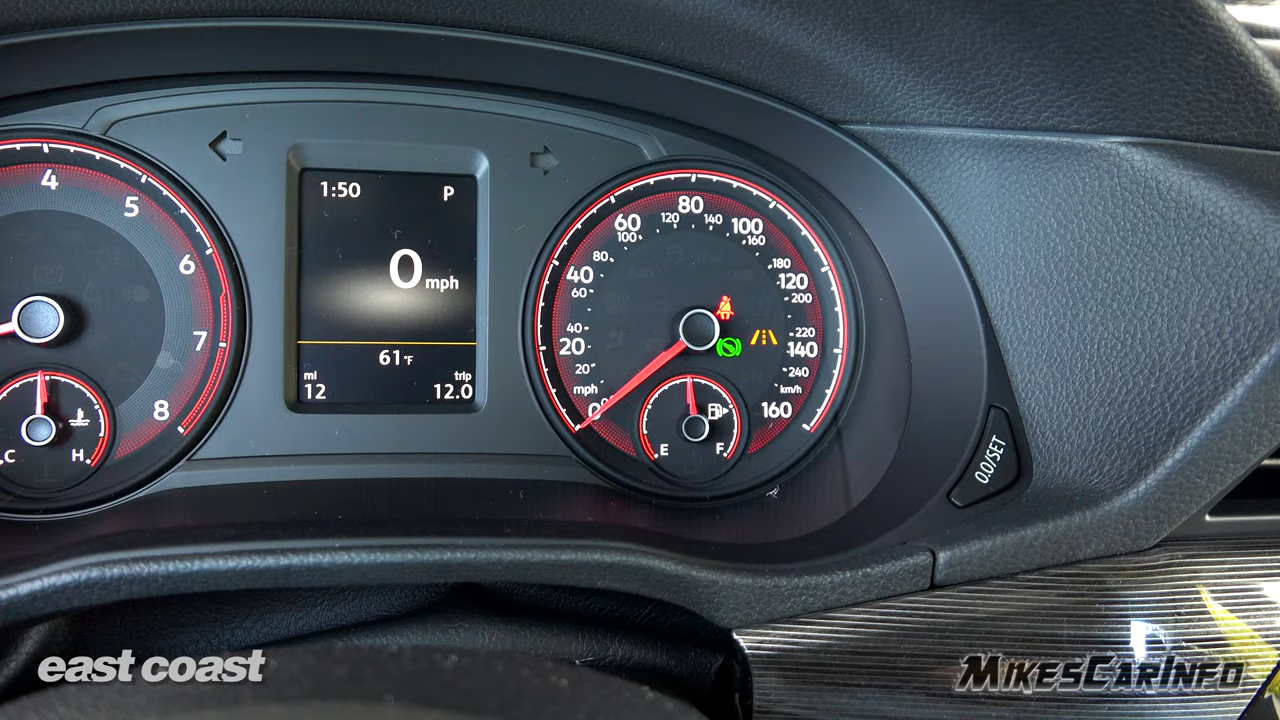 4
5
6
7
8
C
H
1:50 P
0 mph
61°F
mi trip
12 12.0
80
60 100
120 140
100 160
40 120
80 180
60 200
20 140
40 220
20 240
mph km/h
0 160
E F
0.0/SET
east coast
MikesCarInfo